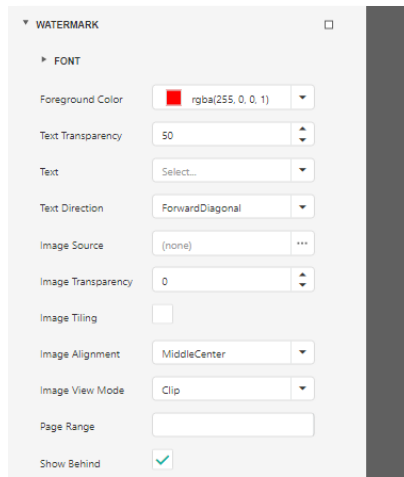 WATERMARK
FONT
Foreground Color rgba(255, 0, 0, 1)
Text Transparency 50
Text Select...
Text Direction ForwardDiagonal
Image Source (none) ...
Image Transparency 0
Image Tiling
Image Alignment MiddleCenter
Image View Mode Clip
Page Range
Show Behind